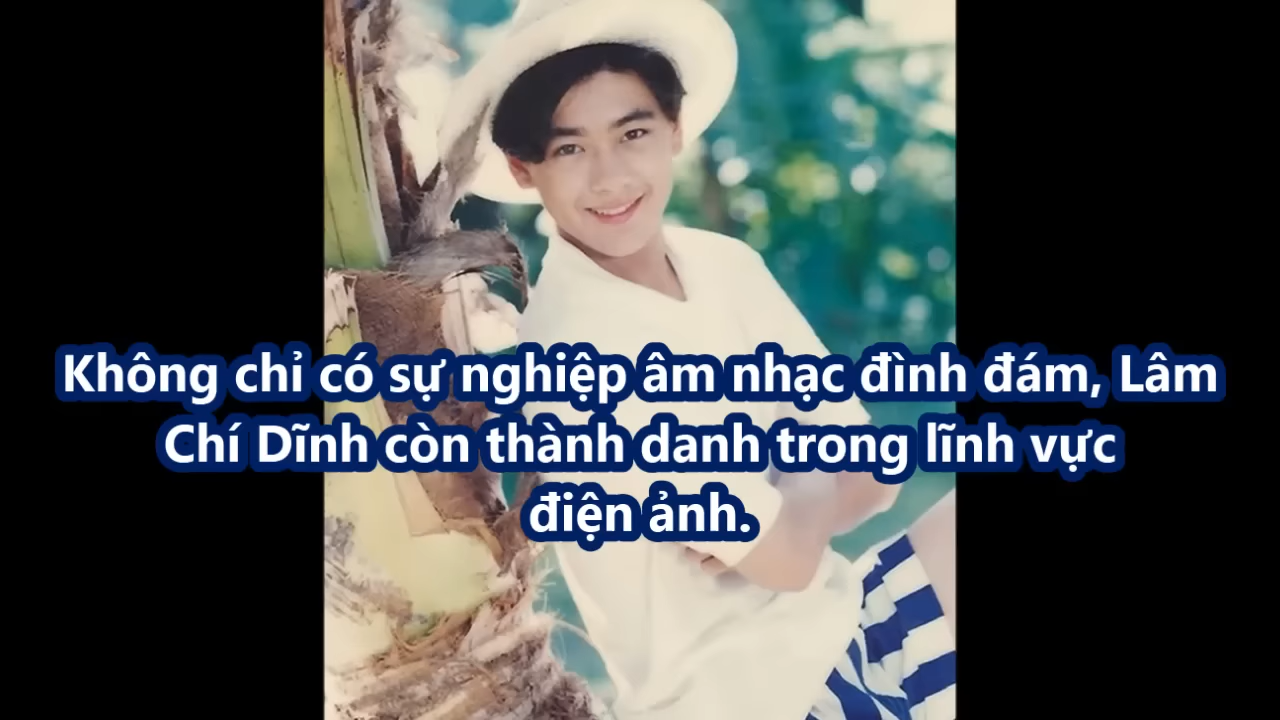 Không chỉ có sự nghiệp âm nhạc đình đám, Lâm
Chí Dĩnh còn thành danh trong lĩnh vực
điện ảnh.